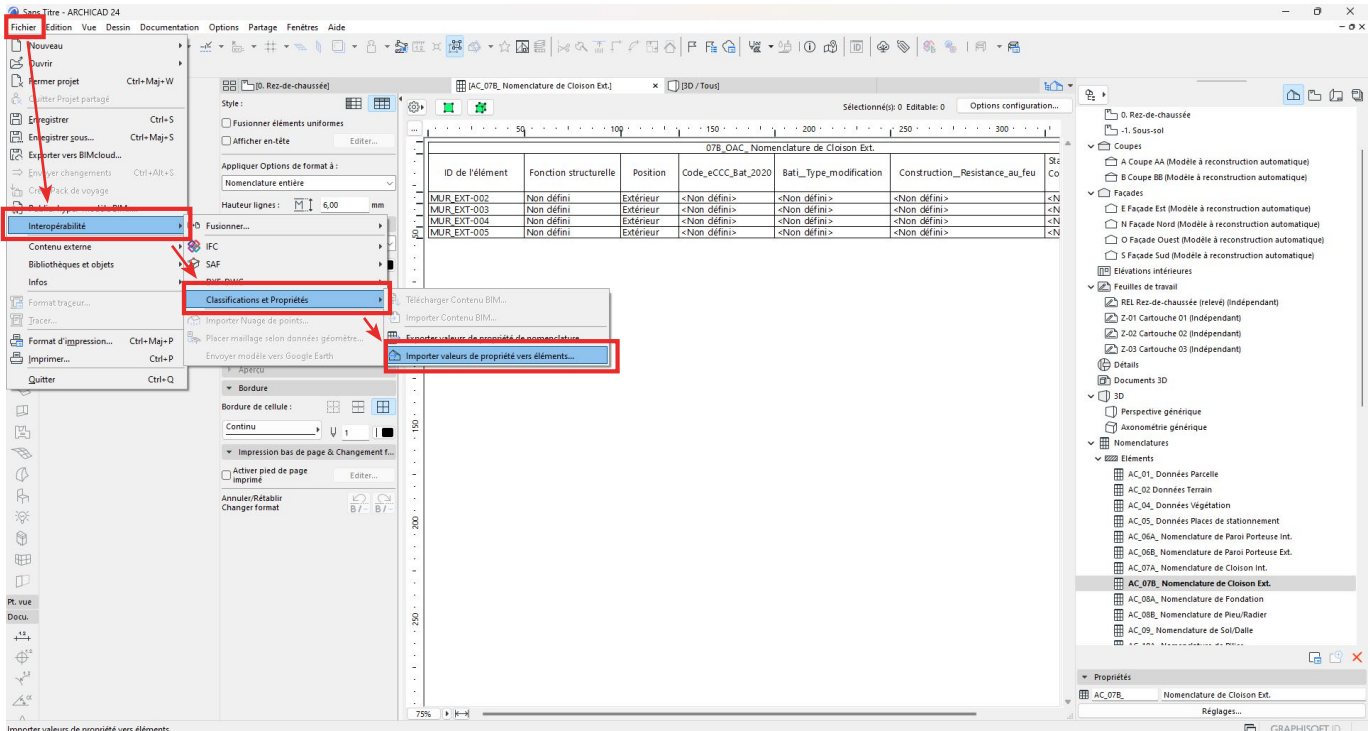 Sans Titre - ARCHICAD 24
Fichier Edition Vue Dessin Documentation Options Partage Fenêtres Aide
Nouveau
Ouvrir
Fermer projet Ctrl+Maj+W
Quitter Projet partagé
Enregistrer Ctrl+S
Enregistrer sous... Ctrl+Maj+S
Exporter vers BIMcloud...
Envoyer changements Ctrl+Alt+S
Créer Pack de voyage
Interopérabilité
Contenu externe
Bibliothèques et objets
Infos
Format traceur...
Tracer...
Format d'impression... Ctrl+Maj+P
Imprimer... Ctrl+P
Quitter Ctrl+Q
Fusionner...
IFC
SAF
DXF-DWG
Classifications et Propriétés
Importer Nuage de points...
Placer maillage selon données géométre...
Envoyer modèle vers Google Earth
Télécharger Contenu BIM...
Importer Contenu BIM...
Exporter valeurs de propriété de nomenclature...
Importer valeurs de propriété vers éléments...
[0. Rez-de-chaussée]
[AC_07B_ Nomenclature de Cloison Ext.] ×
[3D / Tous]
Style :
Fusionner éléments uniformes
Afficher en-tête Editer...
Appliquer Options de format à :
Nomenclature entière
Hauteur lignes : 6,00 mm
Aperçu
Bordure
Bordure de cellule :
Continu 1
Impression bas de page & Changement f...
Activer pied de page imprimé Editer...
Annuler/Rétablir
Changer format B/- B/-
Sélectionné(s): 0 Editable: 0 Options configuration...
... 50 100 150 200 250 300
50
150
200
250
07B_OAC_ Nomenclature de Cloison Ext.
ID de l'élément Fonction structurelle Position Code_eCCC_Bat_2020 Bati_Type_modification Construction_Resistance_au_feu Sta
Co
MUR_EXT-002 Non défini Extérieur <Non défini> <Non défini> <Non défini> <N
MUR_EXT-003 Non défini Extérieur <Non défini> <Non défini> <Non défini> <N
MUR_EXT-004 Non défini Extérieur <Non défini> <Non défini> <Non défini> <N
MUR_EXT-005 Non défini Extérieur <Non défini> <Non défini> <Non défini> <N
75%
0. Rez-de-chaussée
-1. Sous-sol
Coupes
A Coupe AA (Modèle à reconstruction automatique)
B Coupe BB (Modèle à reconstruction automatique)
Façades
E Façade Est (Modèle à reconstruction automatique)
N Façade Nord (Modèle à reconstruction automatique)
O Façade Ouest (Modèle à reconstruction automatique)
S Façade Sud (Modèle à reconstruction automatique)
Elévations intérieures
Feuilles de travail
REL Rez-de-chaussée (relevé) (Indépendant)
Z-01 Cartouche 01 (Indépendant)
Z-02 Cartouche 02 (Indépendant)
Z-03 Cartouche 03 (Indépendant)
Détails
Documents 3D
3D
Perspective générique
Axonométrie générique
Nomenclatures
Eléments
AC_01_ Données Parcelle
AC_02 Données Terrain
AC_04_ Données Végétation
AC_05_ Données Places de stationnement
AC_06A_ Nomenclature de Paroi Porteuse Int.
AC_06B_ Nomenclature de Paroi Porteuse Ext.
AC_07A_ Nomenclature de Cloison Int.
AC_07B_ Nomenclature de Cloison Ext.
AC_08A_ Nomenclature de Fondation
AC_08B_ Nomenclature de Pieu/Radier
AC_09_ Nomenclature de Sol/Dalle
Propriétés
AC_07B_ Nomenclature de Cloison Ext.
Réglages...
Pt. vue
Docu.
Importer valeurs de propriété vers éléments
GRAPHISOFT ID